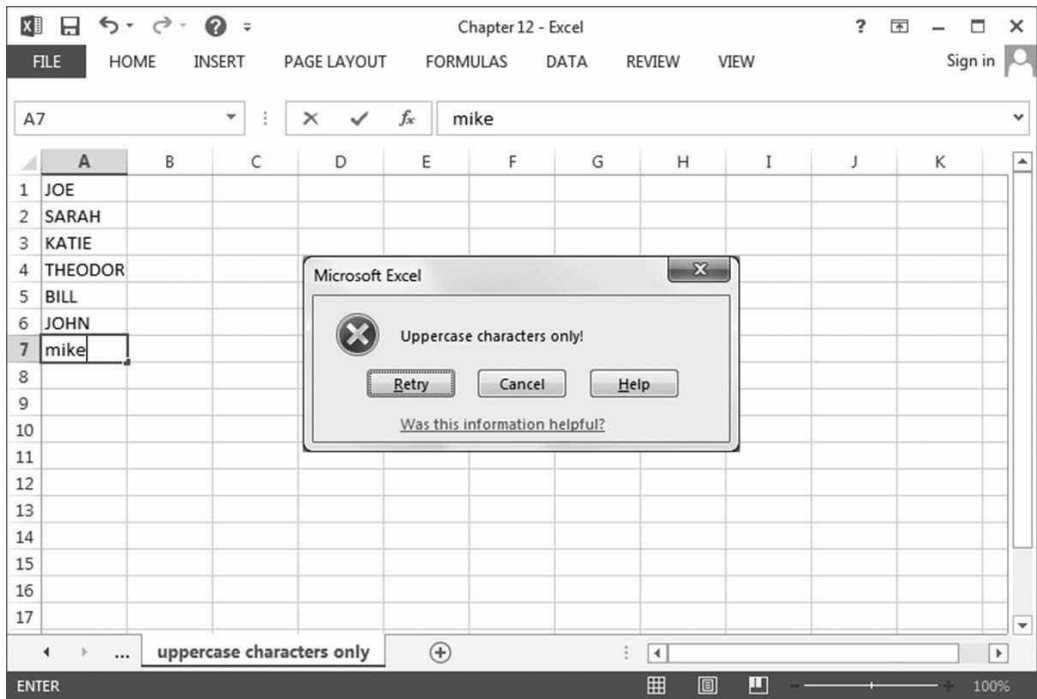 Chapter 12 - Excel ?
FILE HOME INSERT PAGE LAYOUT FORMULAS DATA REVIEW VIEW Sign in
A7 fx mike
A B C D E F G H I J K
1 JOE
2 SARAH
3 KATIE
4 THEODOR
5 BILL
6 JOHN
7 mike
8
9
10
11
12
13
14
15
16
17
Microsoft Excel
Uppercase characters only!
Retry Cancel Help
Was this information helpful?
... uppercase characters only
ENTER 100%